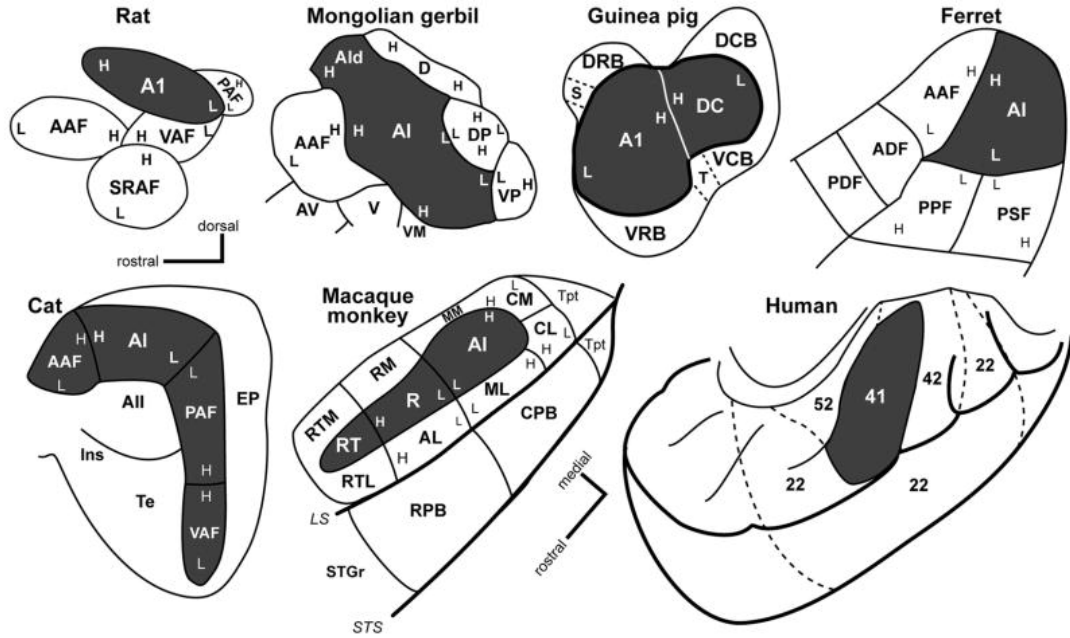 Rat
H
A1
L
PAF
H
L
L
AAF
H
H
VAF
L
H
SRAF
L
dorsal
rostral
Mongolian gerbil
AId
H
D
H
H
AAF
H
L
H
AI
L
L
H
DP
H
L
L
VP
H
AV
V
VM
H
Guinea pig
DRB
DCB
S
H
H
DC
L
A1
L
T
VCB
VRB
Ferret
AAF
H
H
AI
L
L
ADF
PDF
PPF
L
H
L
PSF
H
Cat
AAF
H
L
H
AI
L
L
PAF
H
AII
EP
Ins
Te
H
VAF
L
Macaque
monkey
L
CM
Tpt
MM
H
H
AI
CL
L
H
Tpt
RM
L
L
H
ML
L
R
H
L
RTM
RT
AL
H
CPB
RTL
LS
RPB
STGr
STS
medial
rostral
Human
52
41
42
22
22
22